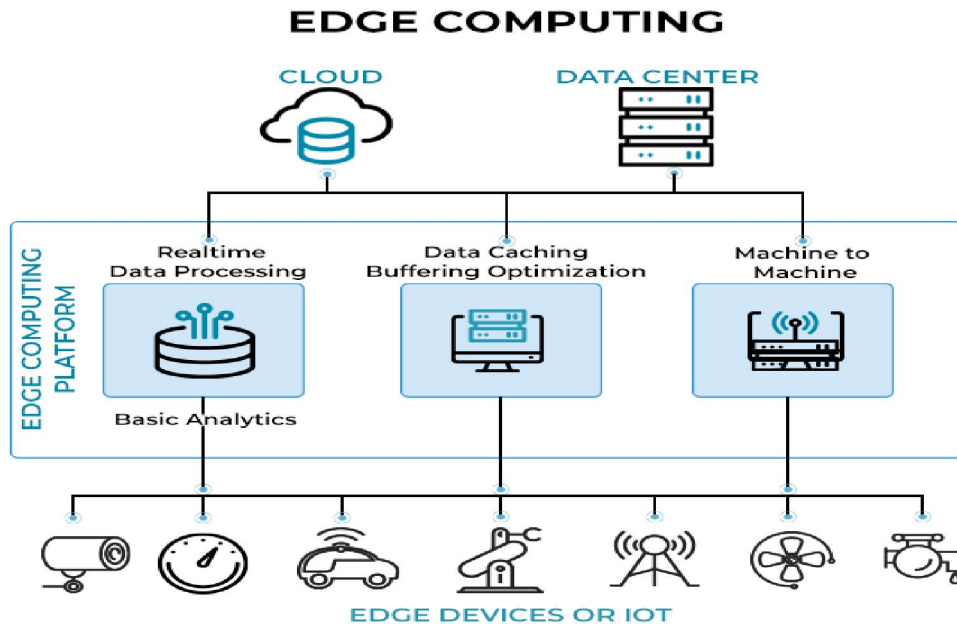 EDGE COMPUTING
CLOUD
DATA CENTER
EDGE COMPUTING
PLATFORM
Realtime
Data Processing
Data Caching
Buffering Optimization
Machine to
Machine
Basic Analytics
EDGE DEVICES OR IOT